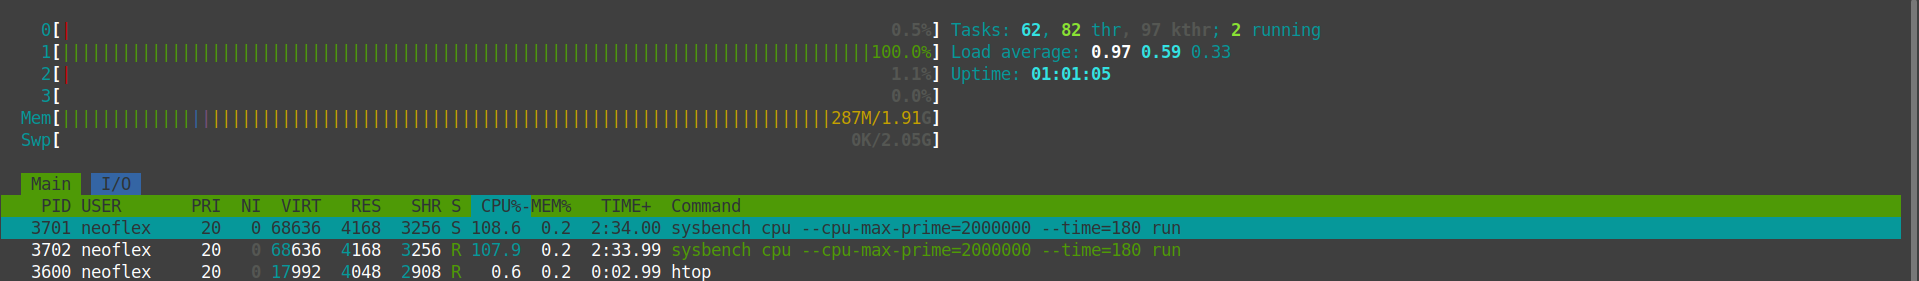 0[| 0.5%] Tasks: 62, 82 thr, 97 kthr; 2 running
1[||||||||||||||||||||||||||||||||||||||||||||||||||||||||||||||||||||||||||||||||100.0%] Load average: 0.97 0.59 0.33
2[| 1.1%] Uptime: 01:01:05
3[ 0.0%]
Mem[|||||||||||||||||||||||||||||||||||||||||||||||||||||||||||||||||||||||||||||287M/1.91G]
Swp[ 0K/2.05G]
Main I/O
PID USER PRI NI VIRT RES SHR S CPU%-MEM% TIME+ Command
3701 neoflex 20 0 68636 4168 3256 S 108.6 0.2 2:34.00 sysbench cpu --cpu-max-prime=2000000 --time=180 run
3702 neoflex 20 0 68636 4168 3256 R 107.9 0.2 2:33.99 sysbench cpu --cpu-max-prime=2000000 --time=180 run
3600 neoflex 20 0 17992 4048 2908 R 0.6 0.2 0:02.99 htop